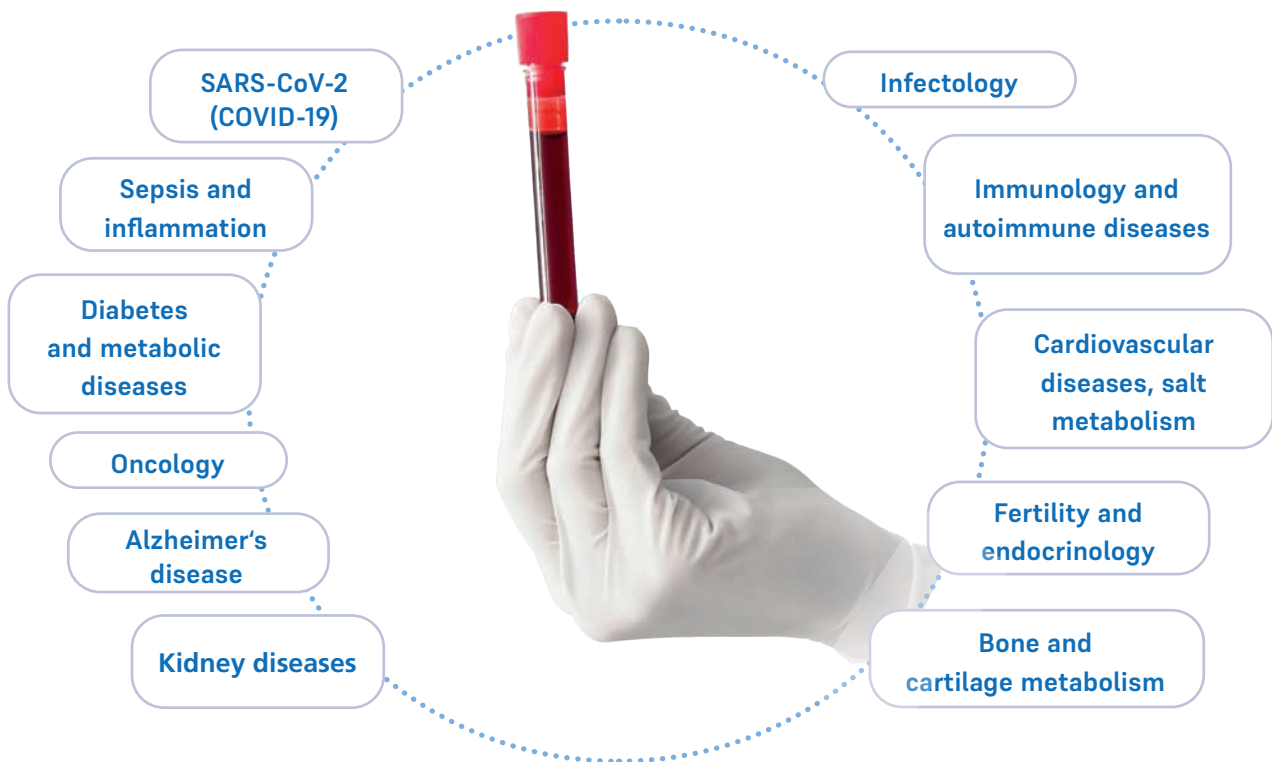 SARS-CoV-2
(COVID-19)
Sepsis and
inflammation
Diabetes
and metabolic
diseases
Oncology
Alzheimer‘s
disease
Kidney diseases
Infectology
Immunology and
autoimmune diseases
Cardiovascular
diseases, salt
metabolism
Fertility and
endocrinology
Bone and
cartilage metabolism